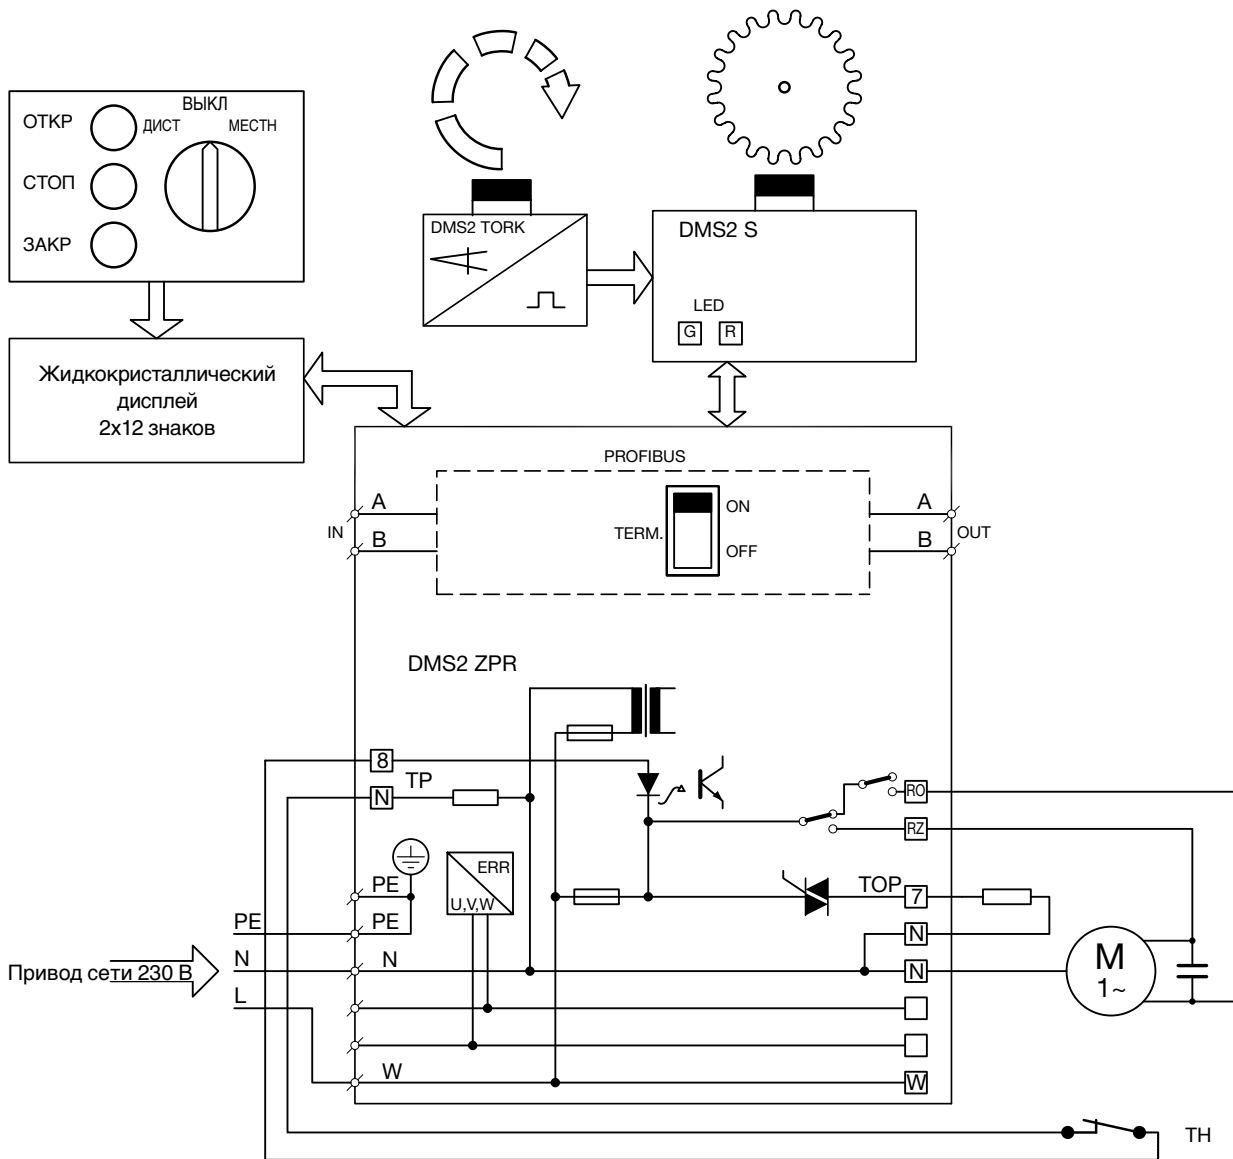 ВЫКЛ
ОТКР
ДИСТ
МЕСТН
СТОП
ЗАКР
DMS2 TORK
DMS2 S
LED
G
R
Жидкокристаллический
дисплей
2x12 знаков
PROFIBUS
A
ON
A
IN
TERM.
OUT
B
OFF
B
DMS2 ZPR
8
TP
N
RO
RZ
ERR
U,V,W
PE
TOP
7
PE
PE
N
N
N
N
M
1~
Привод сети 230 В
L
W
W
TH